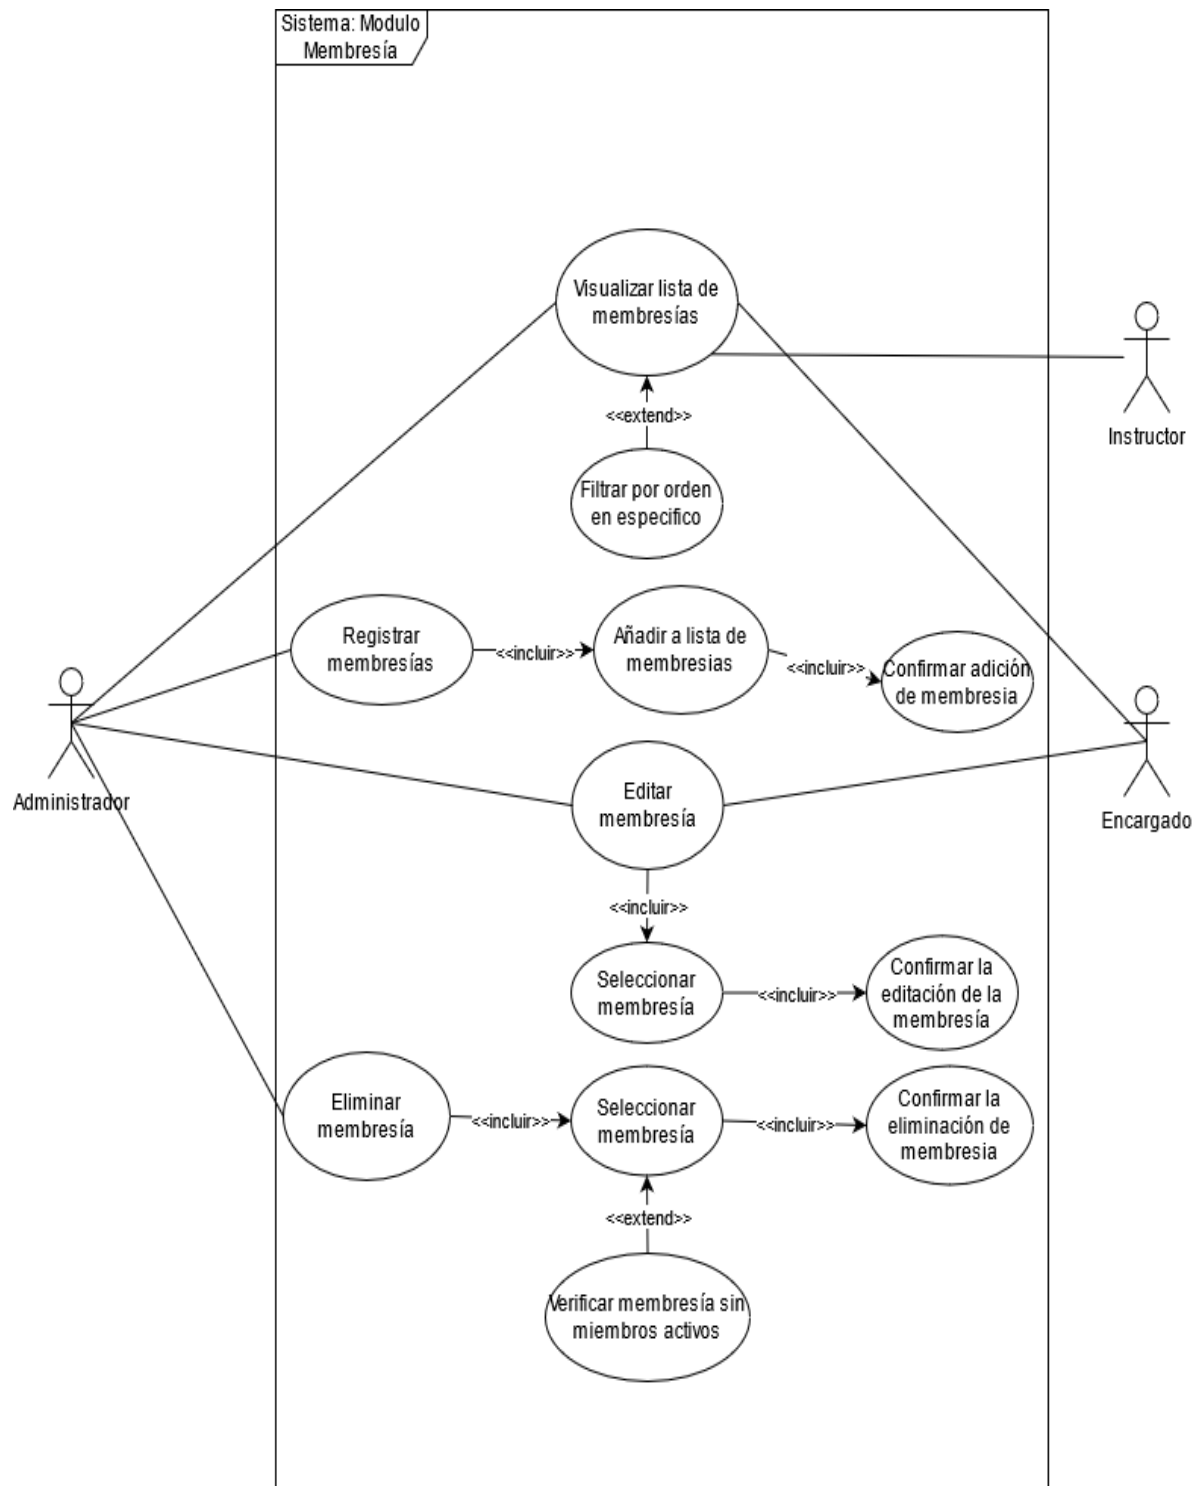 Sistema: Modulo
Membresía
Visualizar lista de
membresías
Instructor
<<extend>>
Filtrar por orden
en especifico
Registrar
membresías
<<incluir>>
Añadir a lista de
membresias
<<incluir>>
Confirmar adición
de membresia
Administrador
Editar
membresía
Encargado
<<incluir>>
Seleccionar
membresía
<<incluir>>
Confirmar la
editación de la
membresía
Eliminar
membresía
<<incluir>>
Seleccionar
membresía
<<incluir>>
Confirmar la
eliminación de
membresia
<<extend>>
Verificar membresía sin
miembros activos